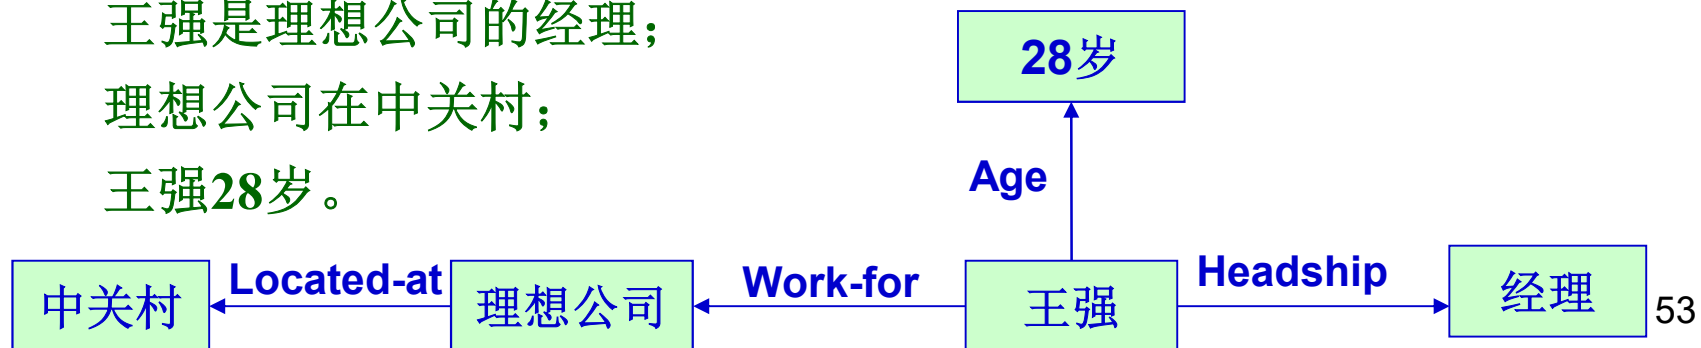 王强是理想公司的经理；
理想公司在中关村；
王强28岁。
28岁
Age
中关村
Located-at
理想公司
Work-for
王强
Headship
经理
53